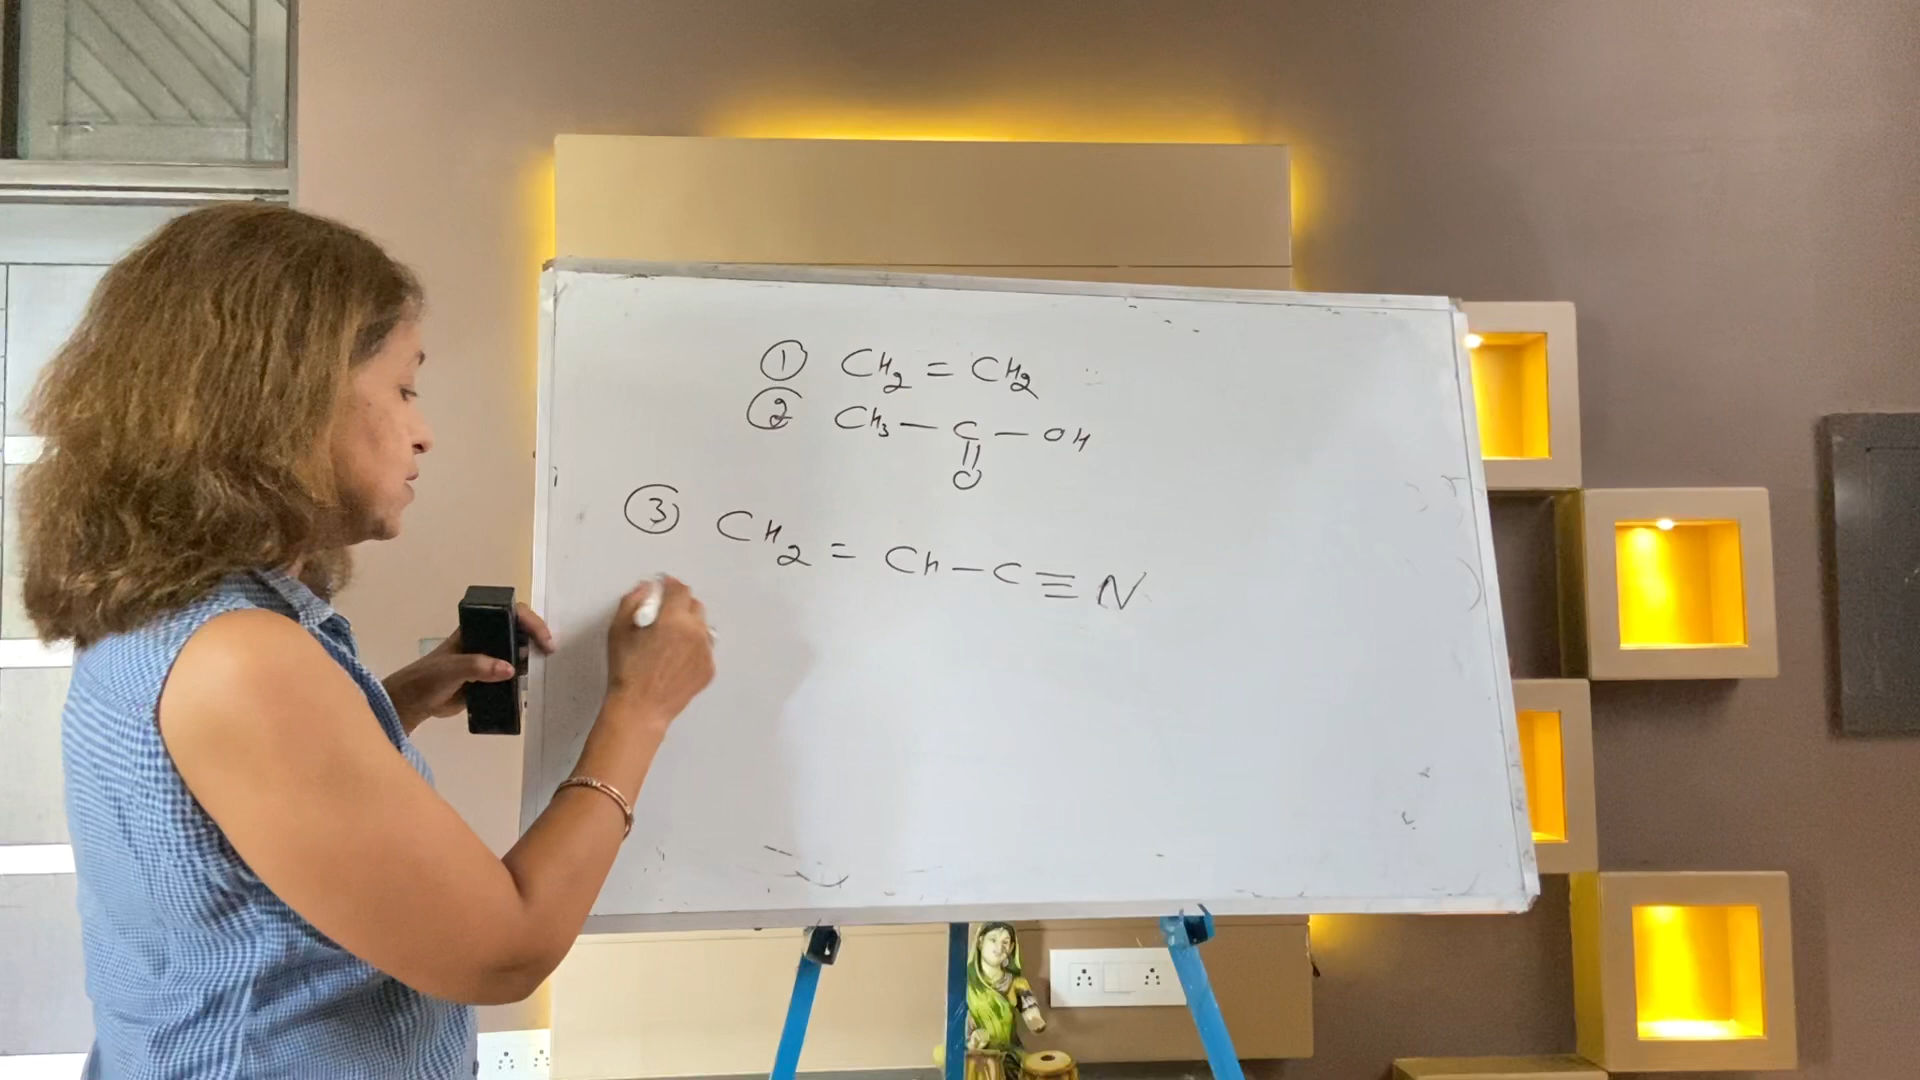 ① CH₂ = CH₂
② CH₃ — C — OH
||
O
③ CH₂ = CH — C ≡ N